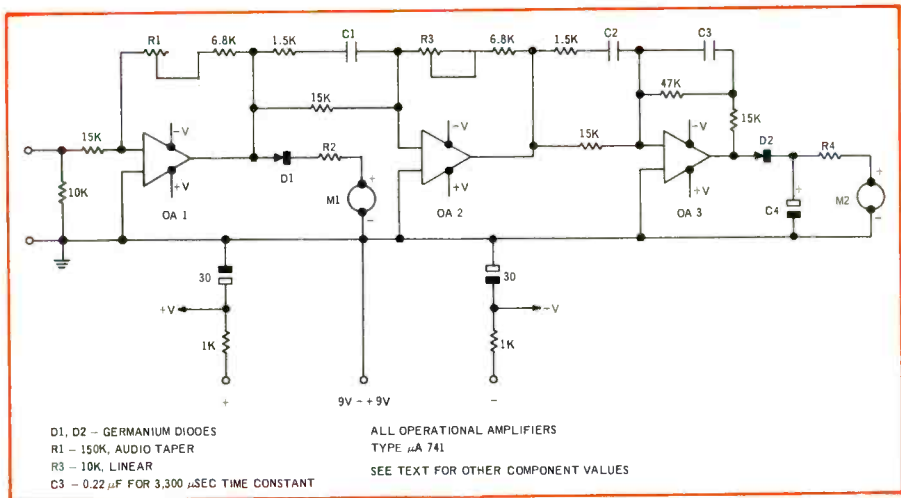 R1
6.8K
1.5K
C1
R3
6.8K
1.5K
C2
C3
15K
47K
15K
-V
+V
OA 1
10K
15K
D1
R2
+
M1
-
-V
+V
OA 2
15K
-V
+V
OA 3
D2
R4
+
C4
+
M2
-
30
+V
1K
+
9V - +9V
30
-V
1K
-
D1, D2 - GERMANIUM DIODES
R1 - 150K, AUDIO TAPER
R3 - 10K, LINEAR
C3 - 0.22 μF FOR 3,300 μSEC TIME CONSTANT
ALL OPERATIONAL AMPLIFIERS
TYPE μA 741
SEE TEXT FOR OTHER COMPONENT VALUES